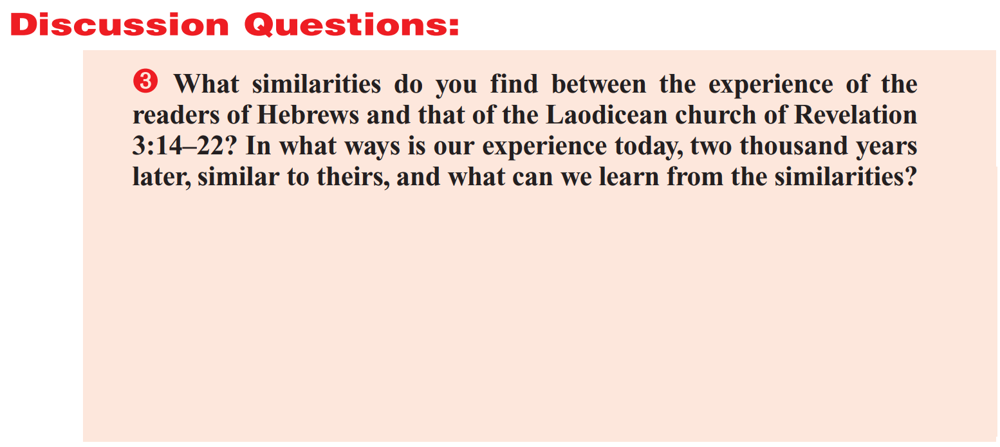 Discussion Questions:
❸ What similarities do you find between the experience of the
readers of Hebrews and that of the Laodicean church of Revelation
3:14–22? In what ways is our experience today, two thousand years
later, similar to theirs, and what can we learn from the similarities?